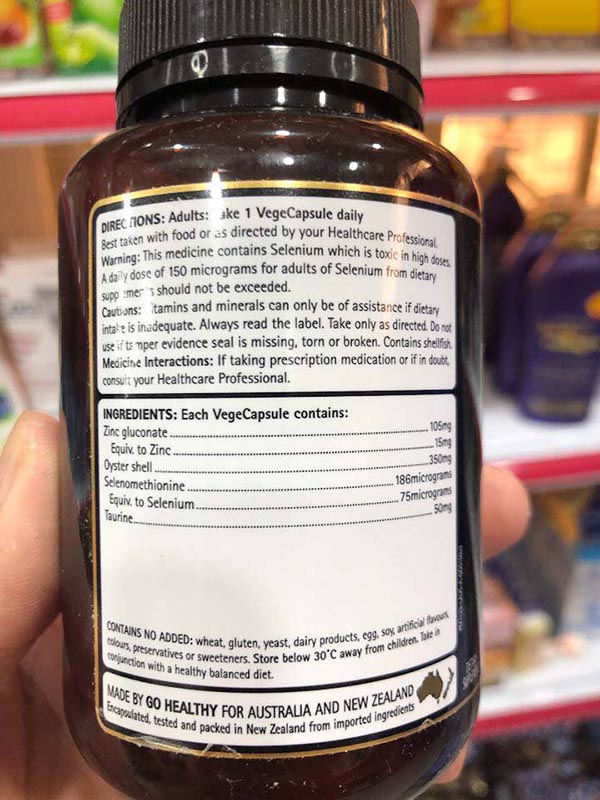 DIRECTIONS: Adults: ake 1 VegeCapsule daily
Best taken with food or as directed by your Healthcare Professional.
Warning: This medicine contains Selenium which is toxic in high doses.
A daily dose of 150 micrograms for adults of Selenium from dietary
supplements should not be exceeded.
Cautions: itamins and minerals can only be of assistance if dietary
intake is inadequate. Always read the label. Take only as directed. Do not
use if tamper evidence seal is missing, torn or broken. Contains shellfish.
Medicine Interactions: If taking prescription medication or if in doubt,
consult your Healthcare Professional.
INGREDIENTS: Each VegeCapsule contains:
Zinc gluconate 105mg
Equiv. to Zinc 15mg
Oyster shell 350mg
Selenomethionine 186micrograms
Equiv. to Selenium 75micrograms
Taurine 50mg
CONTAINS NO ADDED: wheat, gluten, yeast, dairy products, egg, soy, artificial flavours,
colours, preservatives or sweeteners. Store below 30°C away from children. Take in
conjunction with a healthy balanced diet.
MADE BY GO HEALTHY FOR AUSTRALIA AND NEW ZEALAND
Encapsulated, tested and packed in New Zealand from imported ingredients